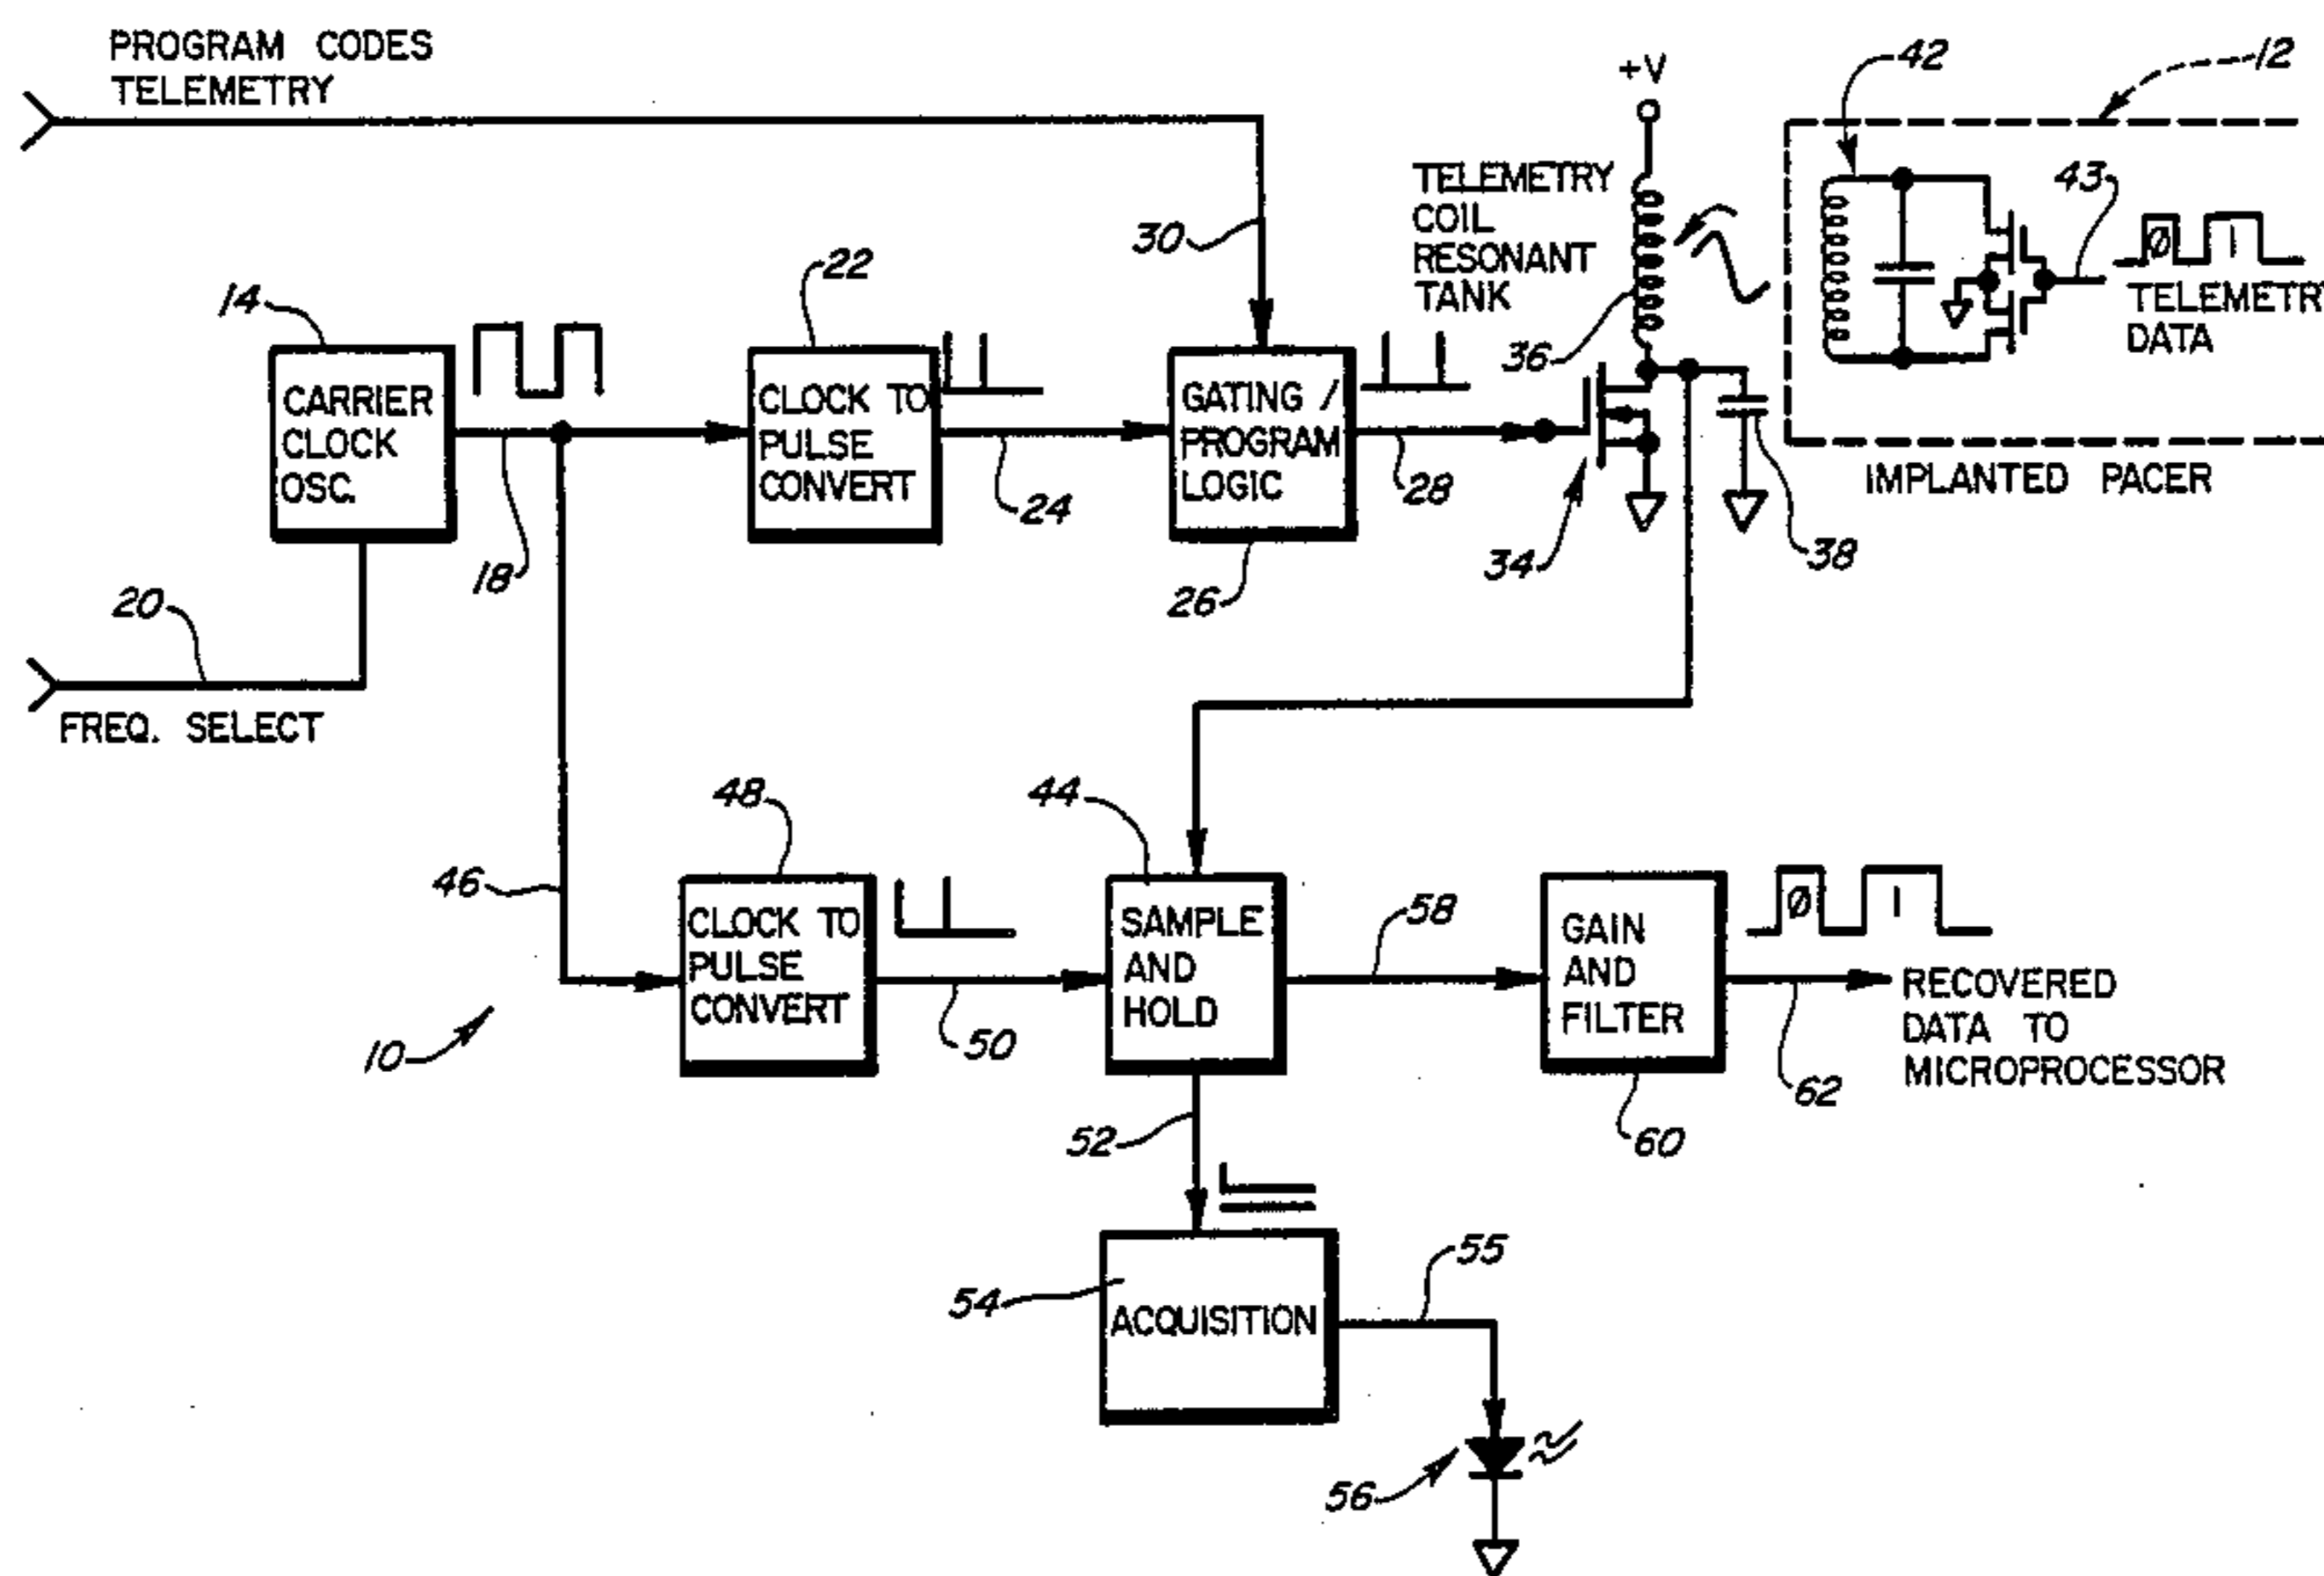 PROGRAM CODES
TELEMETRY
+V
42
12
TELEMETRY
COIL
RESONANT
TANK
43
Ø 1
TELEMETR
DATA
30
22
14
36
CARRIER
CLOCK
OSC.
CLOCK TO
PULSE
CONVERT
GATING /
PROGRAM
LOGIC
IMPLANTED PACER
18
24
28
34
38
20
26
FREQ. SELECT
48
44
46
CLOCK TO
PULSE
CONVERT
SAMPLE
AND
HOLD
58
GAIN
AND
FILTER
Ø 1
RECOVERED
DATA TO
MICROPROCESSOR
10
50
62
52
60
54
ACQUISITION
55
56